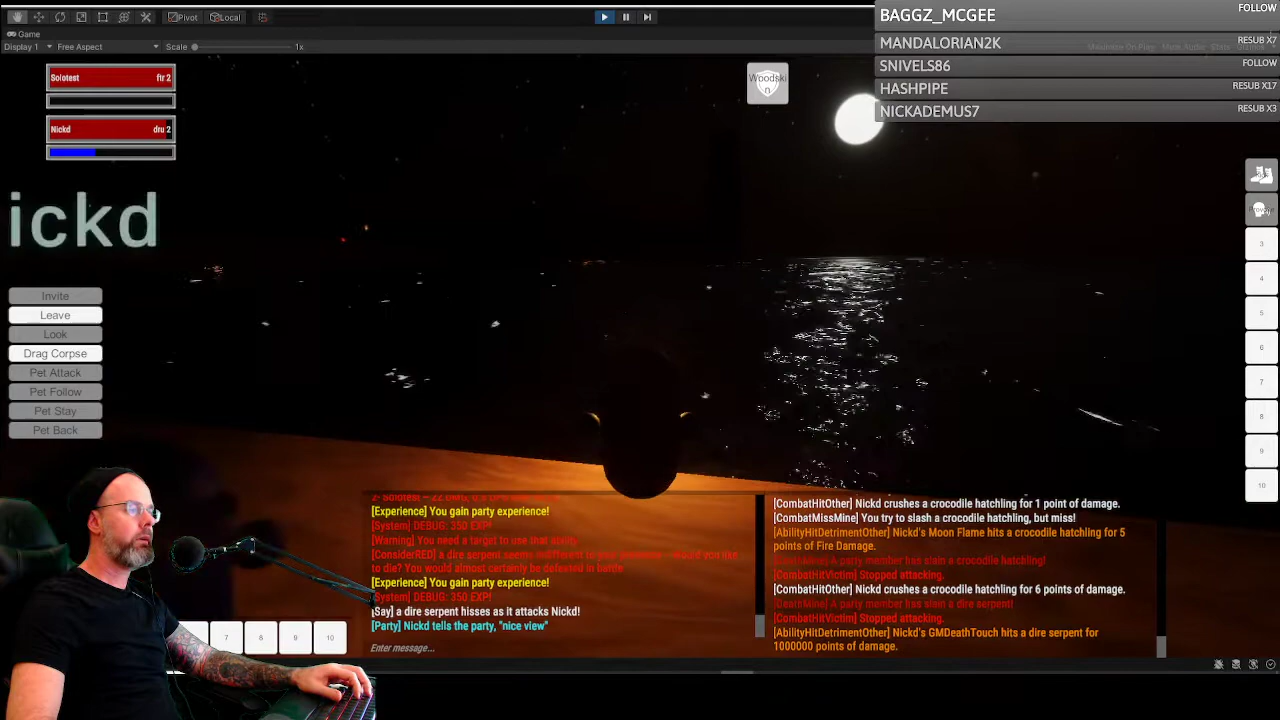 Pivot Local
Game
Display 1 Free Aspect Scale 1x
BAGGZ_MCGEE FOLLOW
MANDALORIAN2K RESUB X7
SNIVELS86 FOLLOW
HASHPIPE RESUB X17
NICKADEMUS7 RESUB X3
Solotest
Nickd dru 2
Woodski
n
ickd
Invite
Leave
Look
Drag Corpse
Pet Attack
Pet Follow
Pet Stay
Pet Back
3
4
5
6
7
8
9
10
7 8 9 10
[Experience] You gain party experience!
[System] DEBUG: 350 EXP!
[Warning] You need a target to use that ability.
[ConsiderRED] a dire serpent seems indifferent to your
to die? You would almost certainly be defeated in battle
[Experience] You gain party experience!
[System] DEBUG: 350 EXP!
[Say] a dire serpent hisses as it attacks Nickd!
[Party] Nickd tells the party, "nice view"
Enter message...
[CombatHitOther] Nickd crushes a crocodile hatchling for 1 point of damage.
[CombatMissMine] You try to slash a crocodile hatchling, but miss!
[AbilityHitDetrimentOther] Nickd's Moon Flame hits a crocodile hatchling for 5
points of Fire Damage.
[DeathMine] A party member has slain a crocodile hatchling!
[CombatHitVictim] Stopped attacking.
[CombatHitOther] Nickd crushes a crocodile hatchling for 6 points of damage.
[DeathMine] A party member has slain a dire serpent!
[CombatHitVictim] Stopped attacking.
[AbilityHitDetrimentOther] Nickd's GMDeathTouch hits a dire serpent for
1000000 points of damage.